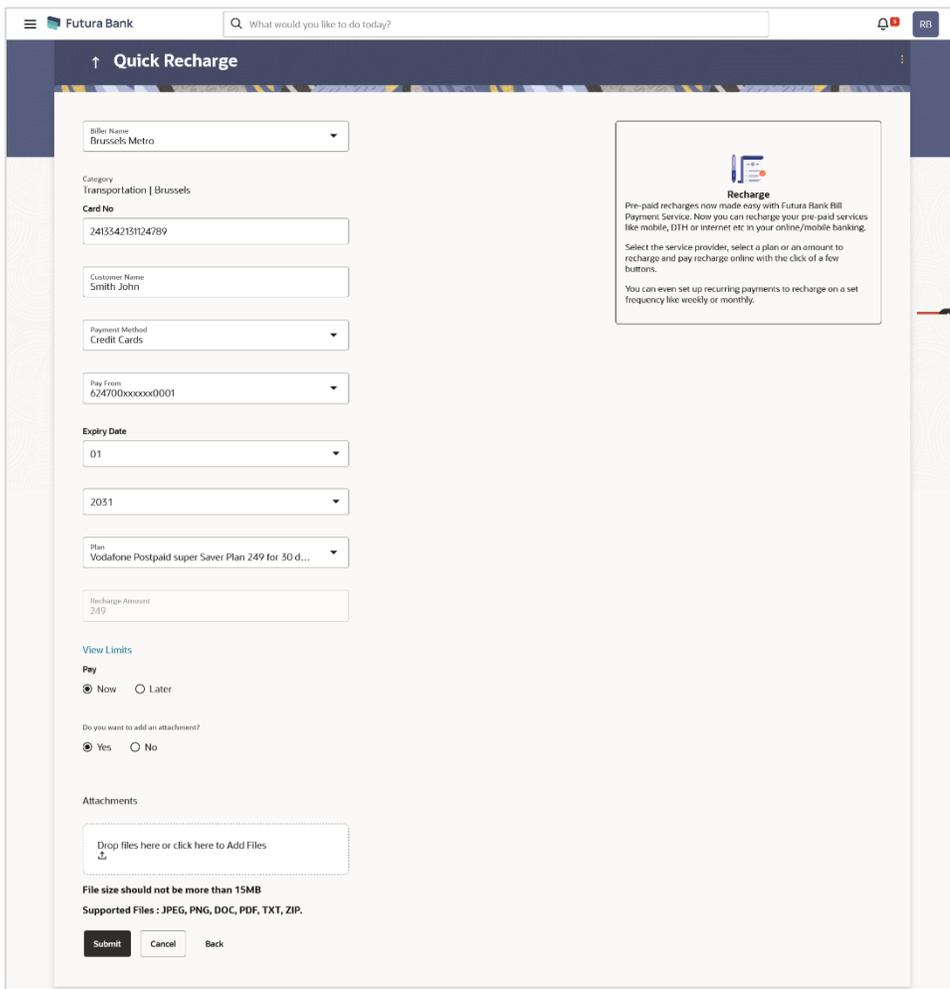 Futura Bank
What would you like to do today?
5
RB
↑ Quick Recharge
Biller Name
Brussels Metro
Category
Transportation | Brussels
Card No
2413342131124789
Customer Name
Smith John
Payment Method
Credit Cards
Pay From
624700xxxxxx0001
Expiry Date
01
2031
Plan
Vodafone Postpaid super Saver Plan 249 for 30 d...
Recharge Amount
249
View Limits
Pay
Now Later
Do you want to add an attachment?
Yes No
Attachments
Drop files here or click here to Add Files
File size should not be more than 15MB
Supported Files : JPEG, PNG, DOC, PDF, TXT, ZIP.
Submit Cancel Back
Recharge
Pre-paid recharges now made easy with Futura Bank Bill
Payment Service. Now you can recharge your pre-paid services
like mobile, DTH or internet etc in your online/mobile banking.
Select the service provider, select a plan or an amount to
recharge and pay recharge online with the click of a few
buttons.
You can even set up recurring payments to recharge on a set
frequency like weekly or monthly.